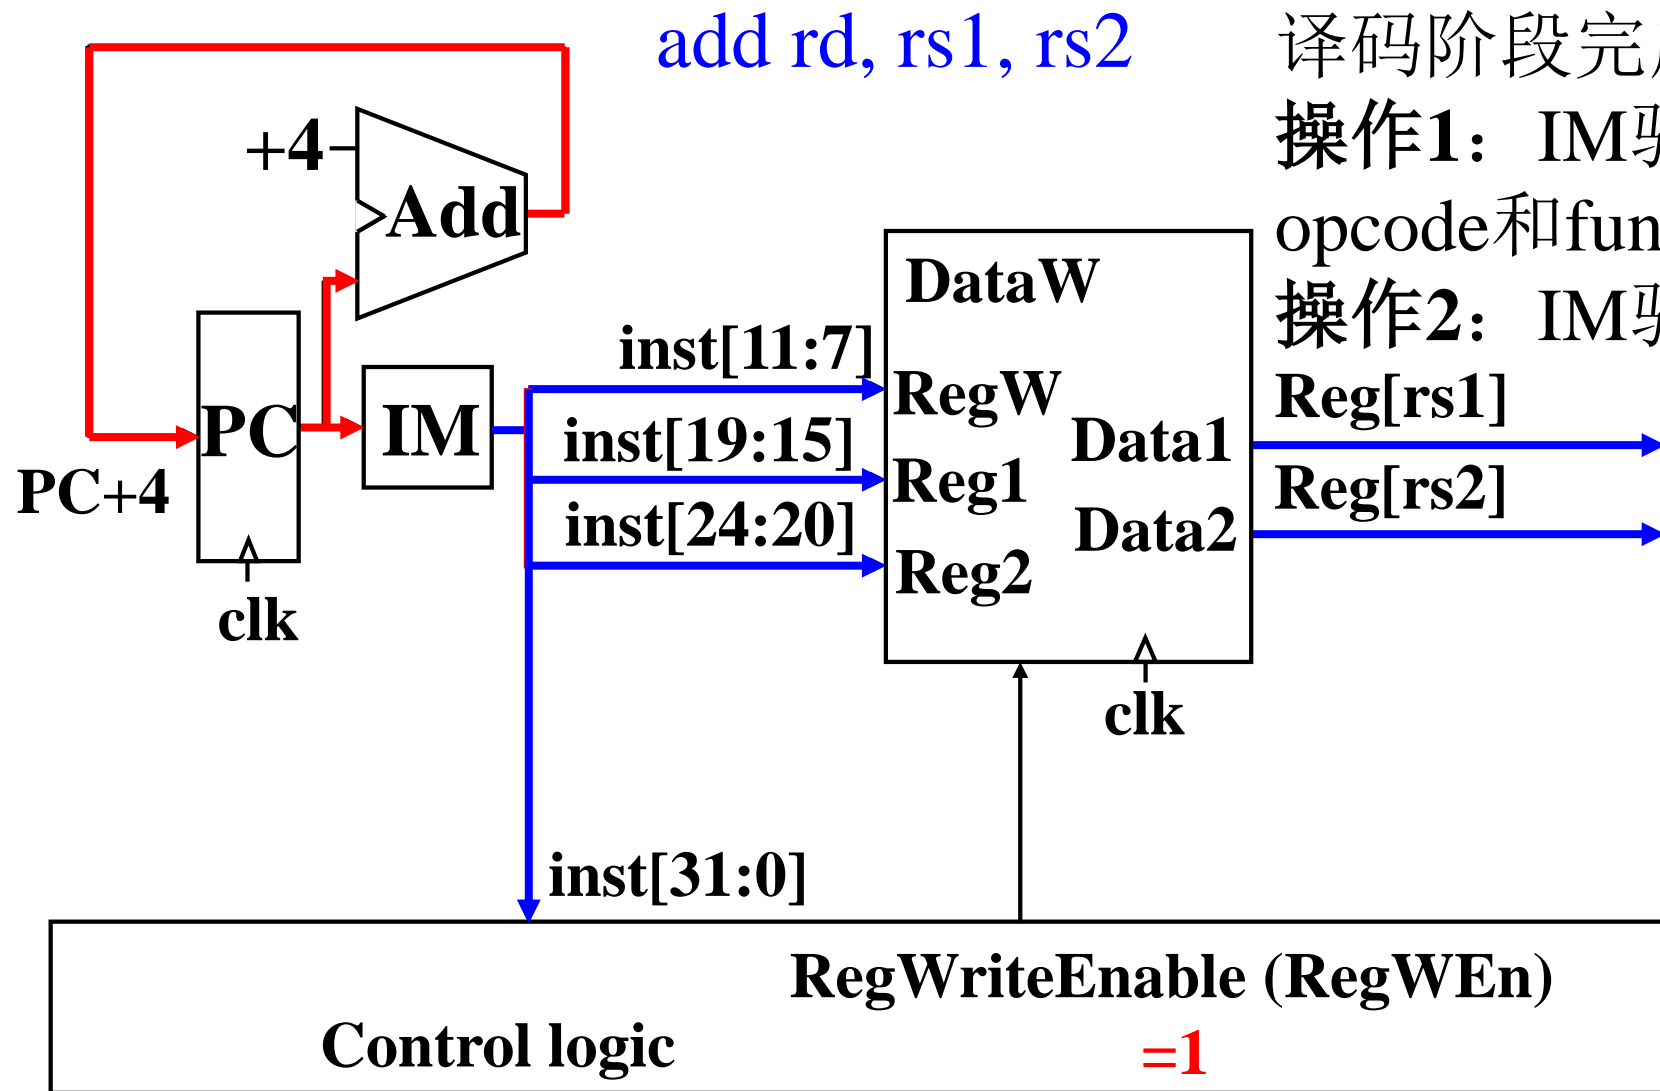 add rd, rs1, rs2
译码阶段完
操作1：IM
opcode和fun
操作2：IM
+4
Add
DataW
inst[11:7]
RegW
Reg[rs1]
PC
IM
inst[19:15]
Data1
PC+4
Reg1
Reg[rs2]
inst[24:20]
Data2
Reg2
clk
clk
inst[31:0]
RegWriteEnable (RegWEn)
Control logic
=1